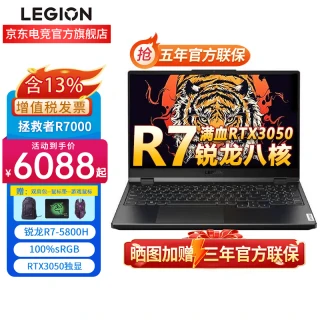 LEGION
京东电竞官方旗舰店
抢 五年官方联保
含13%
增值税发票
拯救者R7000
活动到手价
¥6088起
R7
满血RTX3050
锐龙八核
锐龙R7-5800H
100%sRGB
RTX3050独显
晒图加赠 三年官方联保